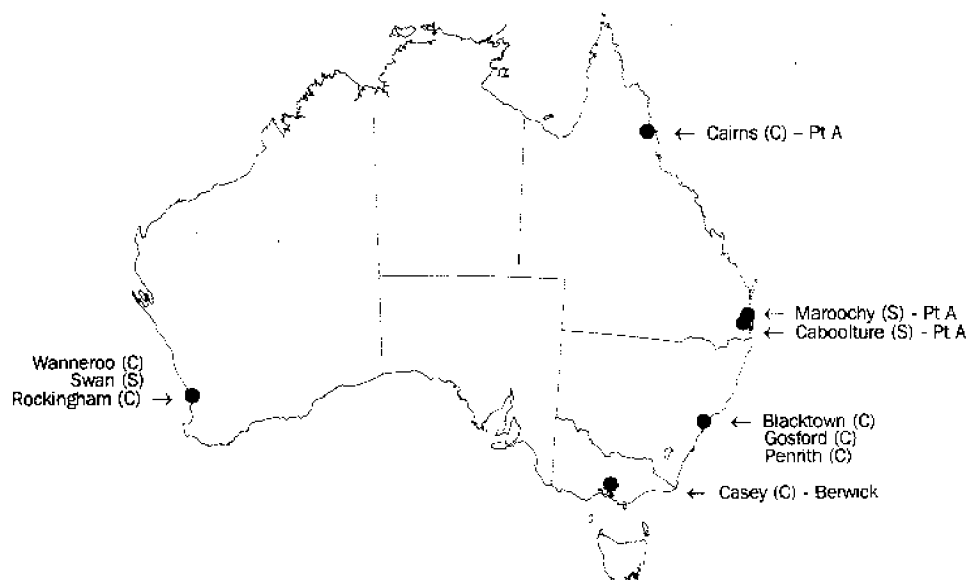 ← Cairns (C) – Pt A
← Maroochy (S) - Pt A
← Caboolture (S) - Pt A
Wanneroo (C)
Swan (S)
Rockingham (C) →
← Blacktown (C)
Gosford (C)
Penrith (C)
← Casey (C) - Berwick